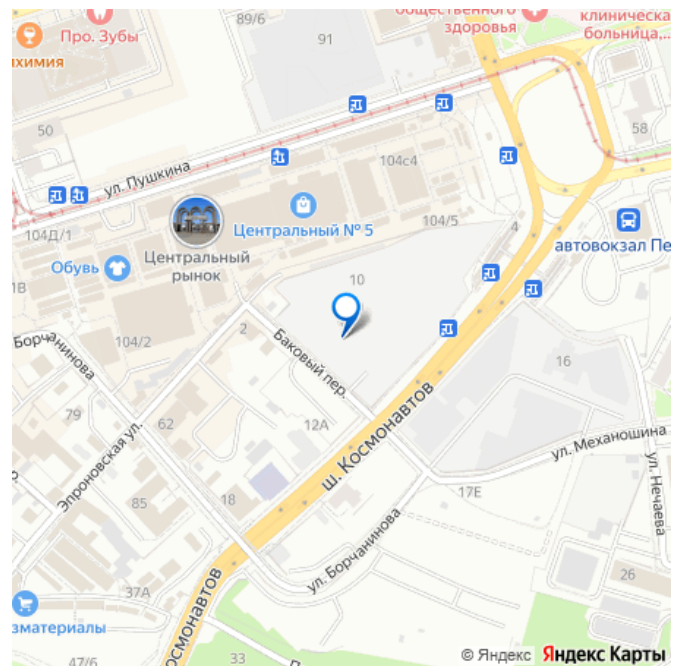 общественного
здоровья
клиническа
больница,...
89/6
91
Про. Зубы
лхимия
50
58
ул. Пушкина
104с4
104Д/1
Центральный № 5
104/5
4
автовокзал Пе
Обувь
Центральный
рынок
1В
10
104/2
2
Борчанинова
Баковый пер.
16
79
62
12А
ш. Космонавтов
Эпроновская ул.
ул. Механошина
ул. Нечаева
85
18
17Е
ул. Борчанинова
26
37А
зматериалы
осмонавтов
47/6
33
© Яндекс Яндекс Карты